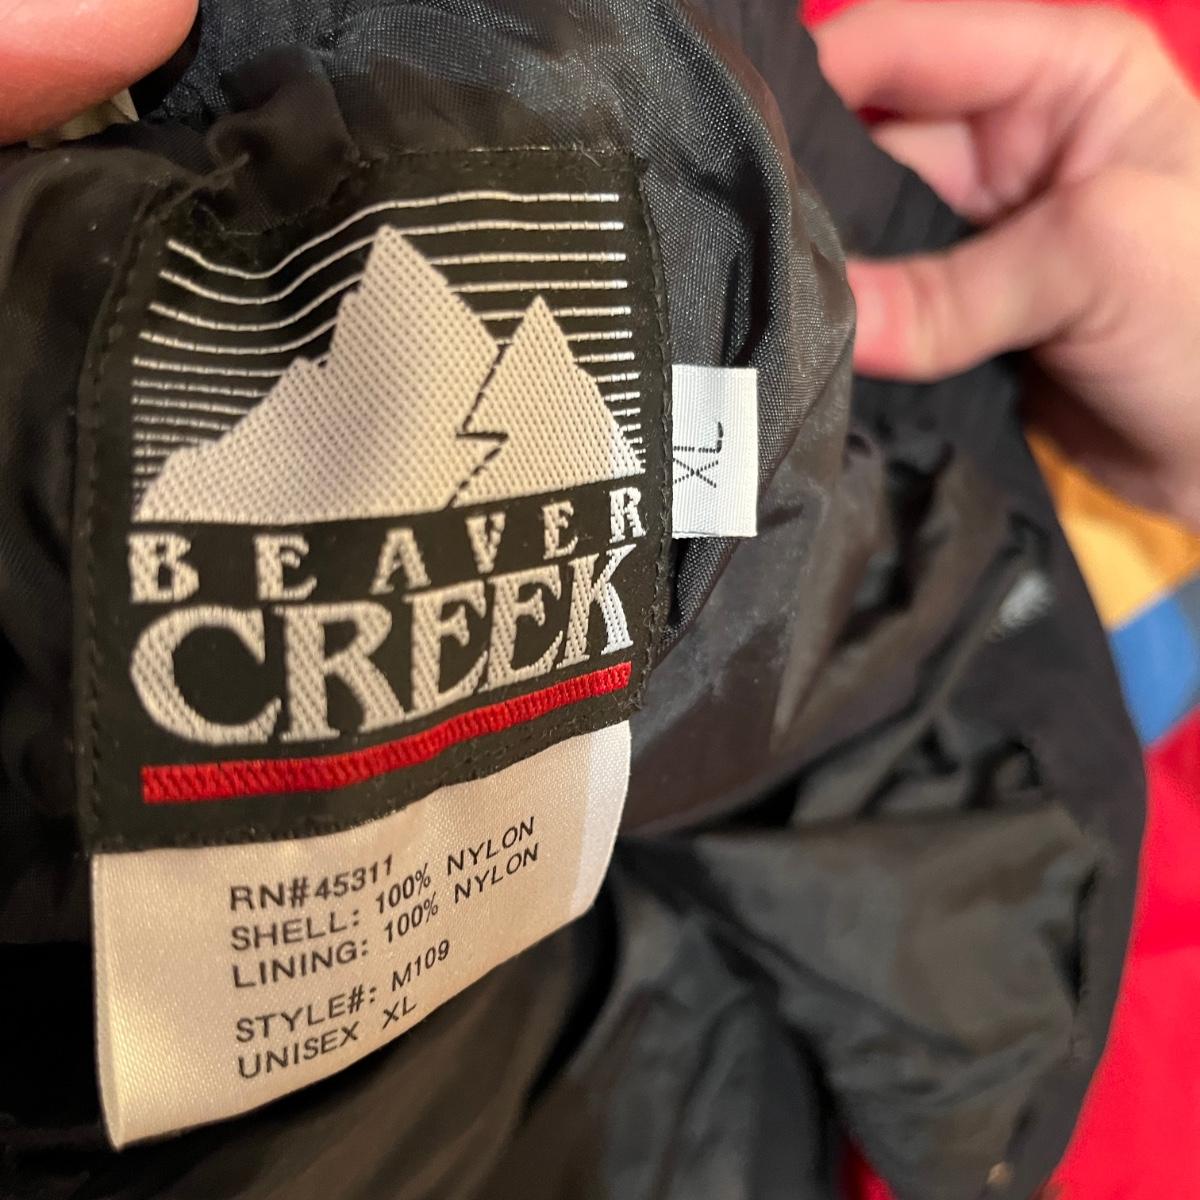 BEAVER
CREEK
XL
RN#45311
SHELL: 100% NYLON
LINING: 100% NYLON
STYLE#: M109
UNISEX XL